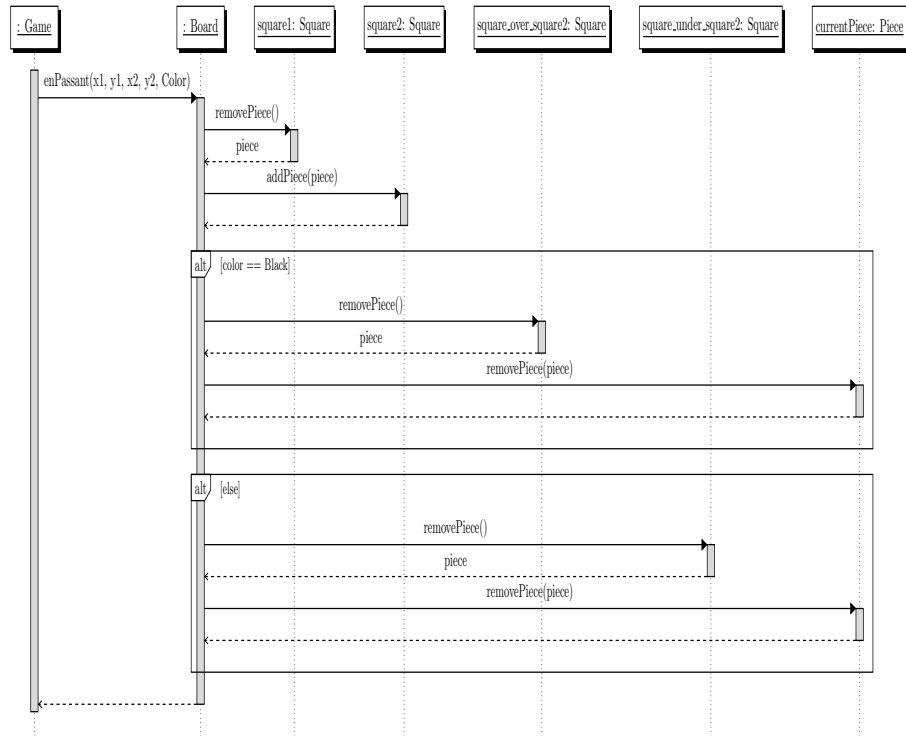 : Game
: Board
square1: Square
square2: Square
square_over_square2: Square
square_under_square2: Square
currentPiece: Piece
enPassant(x1, y1, x2, y2, Color)
removePiece()
piece
addPiece(piece)
alt [color == Black]
removePiece()
piece
removePiece(piece)
alt [else]
removePiece()
piece
removePiece(piece)